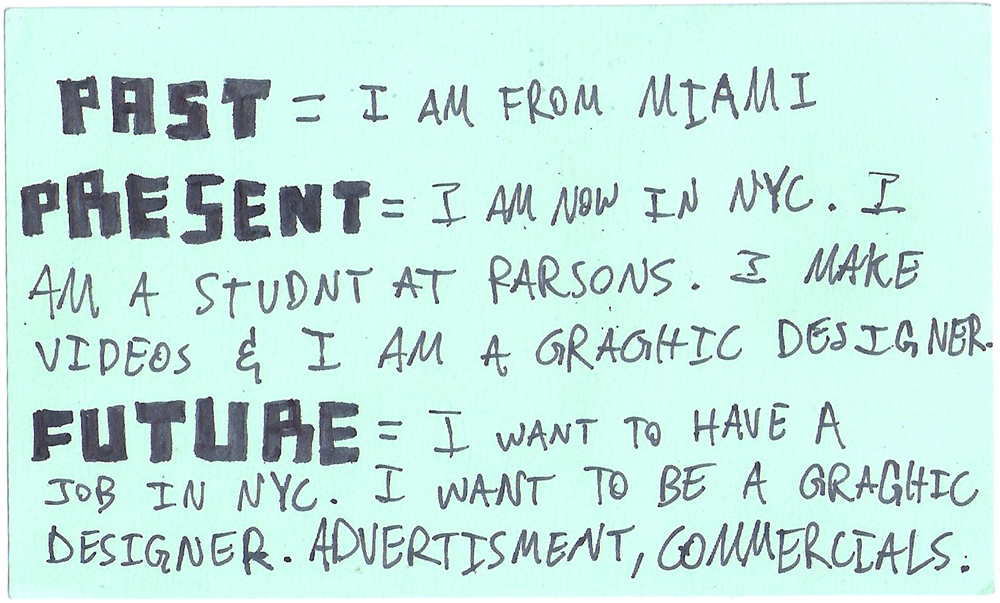 PAST = I AM FROM MIAMI
PRESENT = I AM NOW IN NYC. I
AM A STUDNT AT PARSONS. I MAKE
VIDEOS & I AM A GRAGHIC DESIGNER.
FUTURE = I WANT TO HAVE A
JOB IN NYC. I WANT TO BE A GRAGHIC
DESIGNER. ADVERTISMENT, COMMERCIALS.